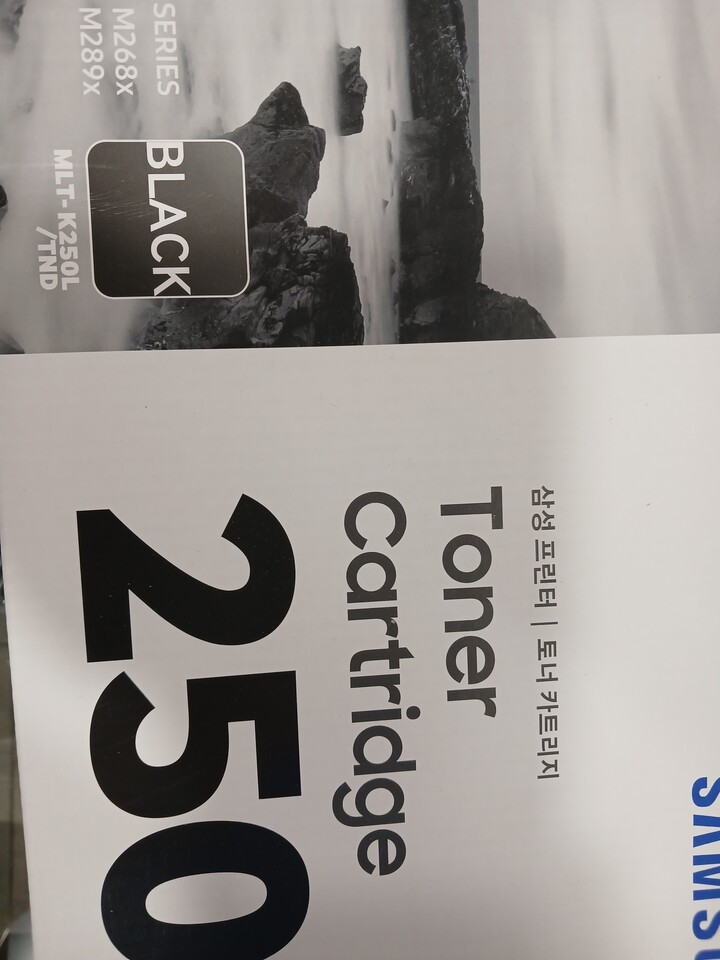 SAMSU
삼성 프린터 | 토너 카트리지
Toner
cartridge
250
SERIES
M268x
M289x
BLACK
MLT-K250L
/TND